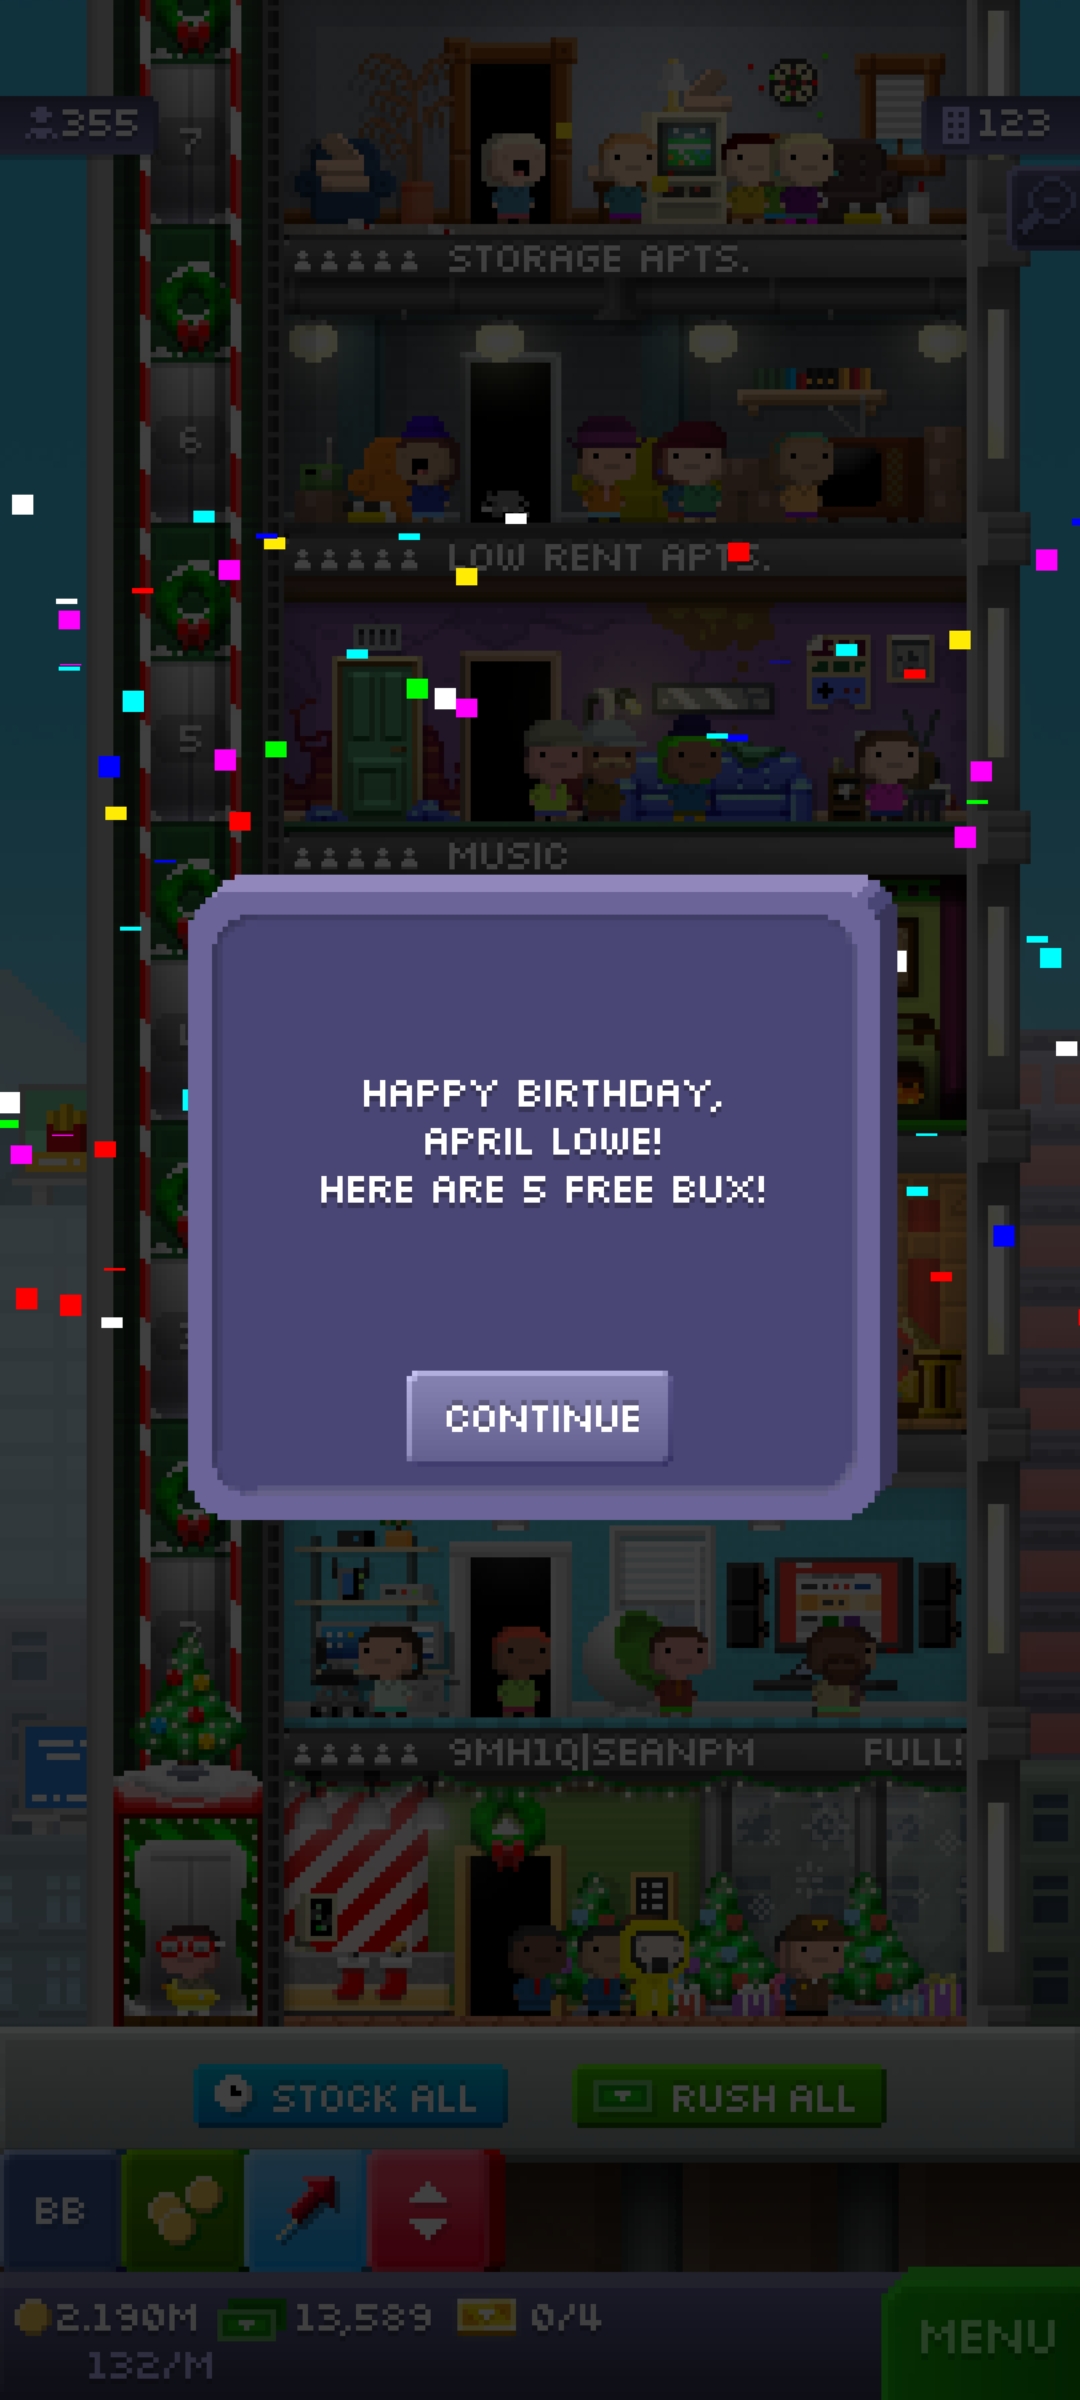 7
355
123
STORAGE APTS.
6
LOW RENT APTS.
5
MUSIC
HAPPY BIRTHDAY,
APRIL LOWE!
HERE ARE 5 FREE BUX!
CONTINUE
9MH1Q|SEANPM FULL!
STOCK ALL RUSH ALL
BB
2.190M 13,589 0/4
132/M
MENU